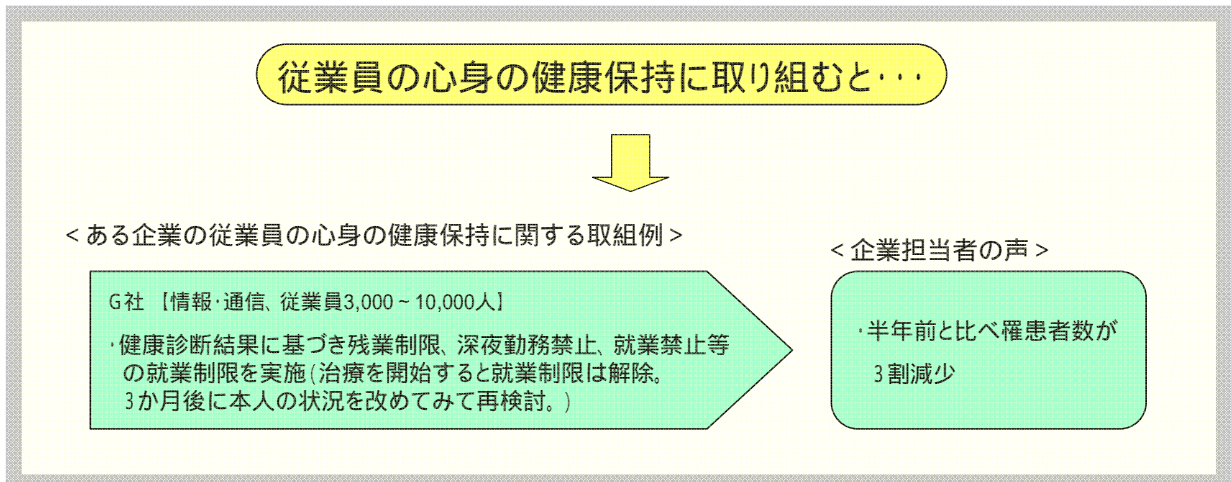 従業員の心身の健康保持に取り組むと・・・
<ある企業の従業員の心身の健康保持に関する取組例>
G社 【情報・通信、従業員3,000~10,000人】
・健康診断結果に基づき残業制限、深夜勤務禁止、就業禁止等
の就業制限を実施(治療を開始すると就業制限は解除。
3か月後に本人の状況を改めてみて再検討。)
<企業担当者の声>
・半年前と比べ罹患者数が
3割減少